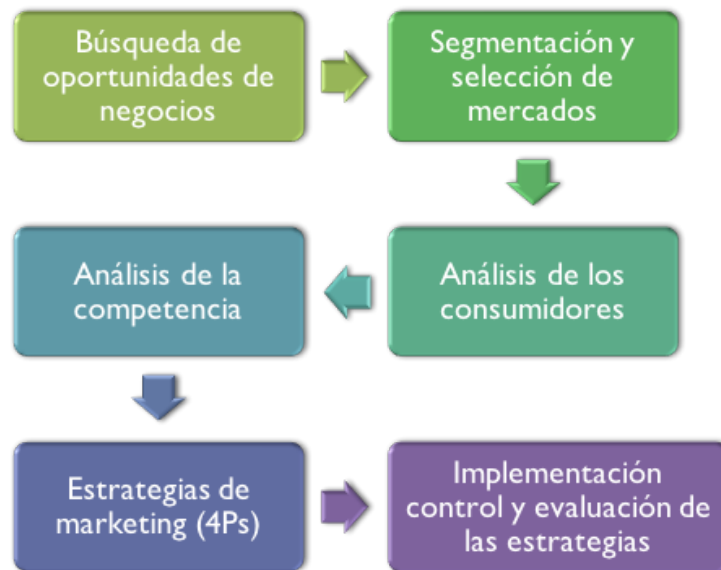 Búsqueda de
oportunidades de
negocios
Segmentación y
selección de
mercados
Análisis de los
consumidores
Análisis de la
competencia
Estrategias de
marketing (4Ps)
Implementación
control y evaluación de
las estrategias